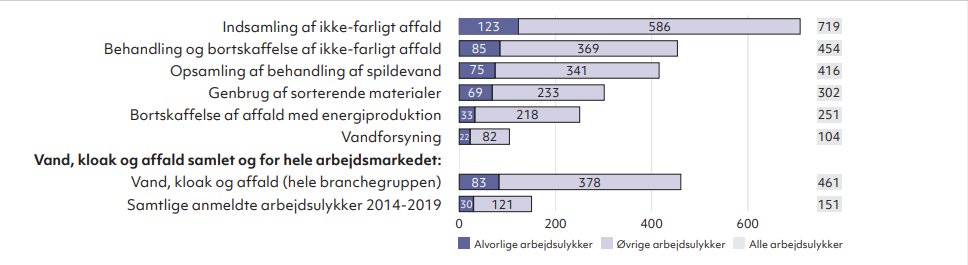 Indsamling af ikke-farligt affald 123 586 719
Behandling og bortskaffelse af ikke-farligt affald 85 369 454
Opsamling af behandling af spildevand 75 341 416
Genbrug af sorterende materialer 69 233 302
Bortskaffelse af affald med energiproduktion 33 218 251
Vandforsyning 22 82 104
Vand, kloak og affald samlet og for hele arbejdsmarkedet:
Vand, kloak og affald (hele branchegruppen) 83 378 461
Samtlige anmeldte arbejdsulykker 2014-2019 30 121 151
0 200 400 600
Alvorlige arbejdsulykker Øvrige arbejdsulykker Alle arbejdsulykker